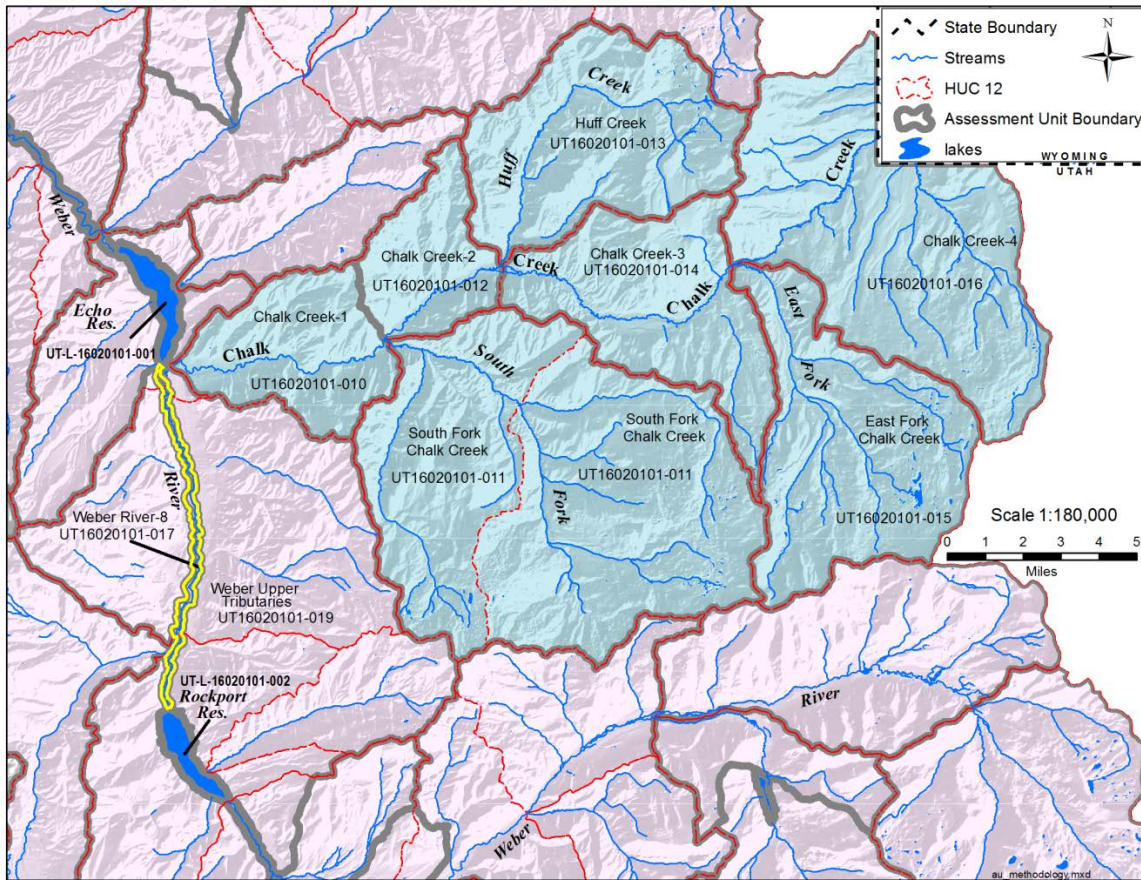 State Boundary
Streams
HUC 12
Assessment Unit Boundary
lakes
N
WYOMING
UTAH
Creek
Huff Creek
UT16020101-013
Huff
Creek
Weber
Chalk Creek-2
UT16020101-012
Creek
Chalk Creek-3
UT16020101-014
Chalk
Chalk Creek-4
UT16020101-016
East
Fork
Echo
Res.
UT-L-16020101-001
Chalk Creek-1
Chalk
UT16020101-010
South
Fork
South Fork
Chalk Creek
UT16020101-011
South Fork
Chalk Creek
UT16020101-011
East Fork
Chalk Creek
UT16020101-015
Scale 1:180,000
0 1 2 3 4 5
Miles
River
Weber River-8
UT16020101-017
Weber Upper
Tributaries
UT16020101-019
UT-L-16020101-002
Rockport
Res.
River
Weber
au_methodology.mxd